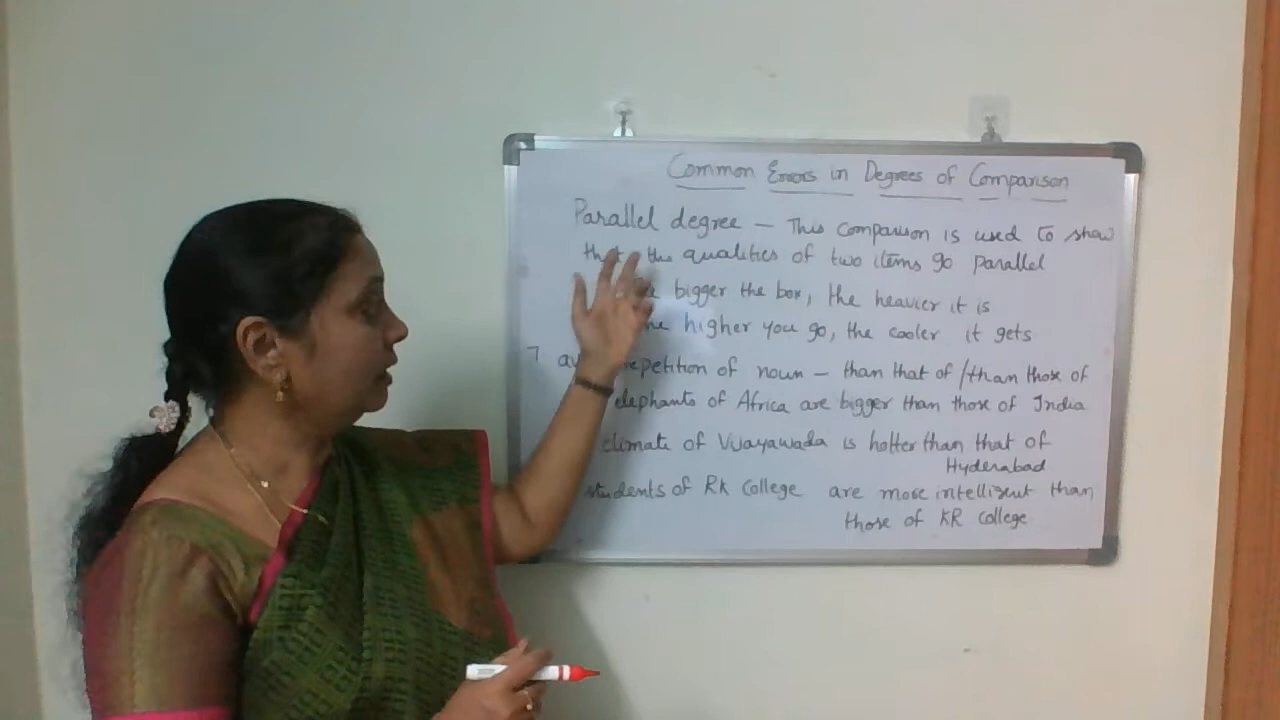 Common Errors in Degrees of Comparison
Parallel degree — This comparison is used to show
that the qualities of two items go parallel
bigger the box, the heavier it is
higher you go, the cooler it gets
7 repetition of noun — than that of / than those of
elephants of Africa are bigger than those of India
climate of Vijayawada is hotter than that of
Hyderabad
students of RK College are more intelligent than
those of KR College